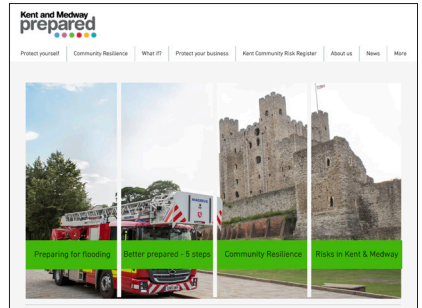 Kent and Medway
prepared
Protect yourself
Community Resilience
What if?
Protect your business
Kent Community Risk Register
About us
News
More
Preparing for flooding
Better prepared - 5 steps
Community Resilience
Risks in Kent & Medway